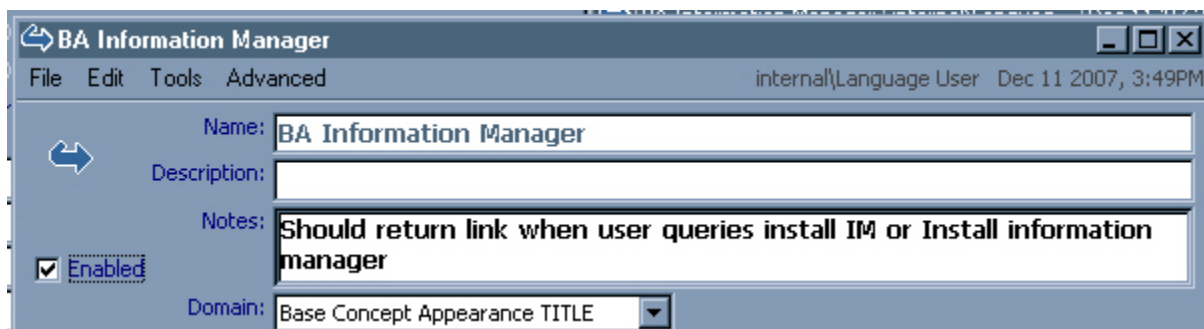 BA Information Manager
File Edit Tools Advanced internal\Language User Dec 11 2007, 3:49PM
Name: BA Information Manager
Description:
Notes: Should return link when user queries install IM or Install information
manager
Enabled
Domain: Base Concept Appearance TITLE